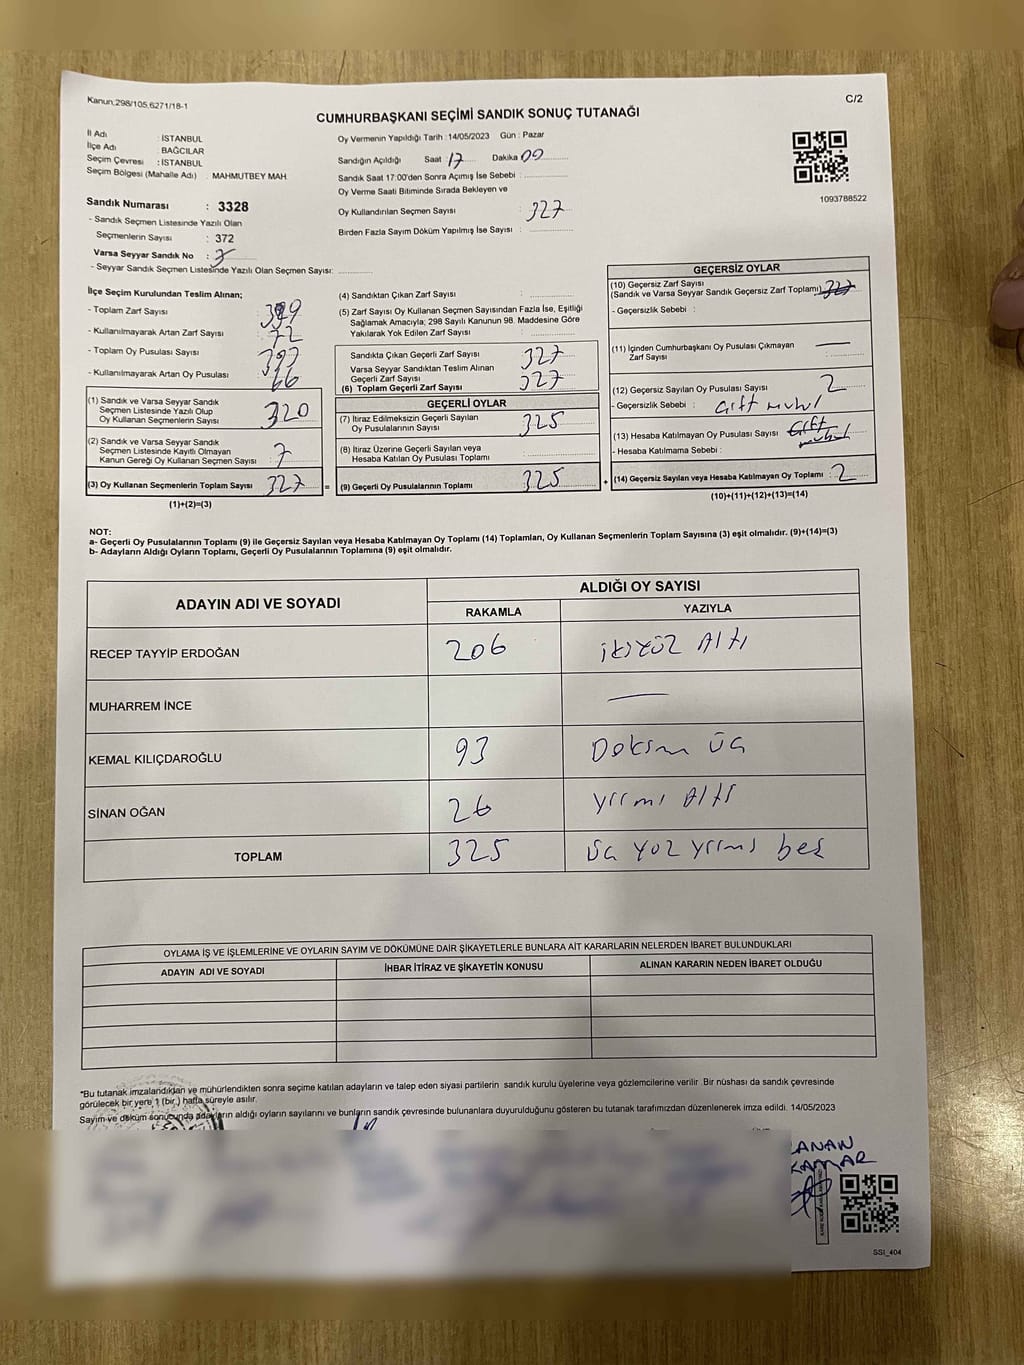 Kanun;298/105,6271/18-1
C/2
CUMHURBAŞKANI SEÇİMİ SANDIK SONUÇ TUTANAĞI
İl Adı : İSTANBUL
İlçe Adı : BAĞCILAR
Seçim Çevresi : İSTANBUL
Seçim Bölgesi (Mahalle Adı) : MAHMUTBEY MAH.
Sandık Numarası : 3328
- Sandık Seçmen Listesinde Yazılı Olan
Seçmenlerin Sayısı : 372
Varsa Seyyar Sandık No :
- Seyyar Sandık Seçmen Listesinde Yazılı Olan Seçmen Sayısı:
Oy Vermenin Yapıldığı Tarih : 14/05/2023 Gün : Pazar
Sandığın Açıldığı Saat 17 Dakika 09
Sandık Saat 17:00'den Sonra Açımış İse Sebebi :
Oy Verme Saati Bitiminde Sırada Bekleyen ve
Oy Kullandırılan Seçmen Sayısı : 327
Birden Fazla Sayım Döküm Yapılmış İse Sayısı :
1093788522
İlçe Seçim Kurulundan Teslim Alınan;
- Toplam Zarf Sayısı :
- Kullanılmayarak Artan Zarf Sayısı : 72
- Toplam Oy Pusulası Sayısı :
- Kullanılmayarak Artan Oy Pusulası : 66
(1) Sandık ve Varsa Seyyar Sandık
Seçmen Listesinde Yazılı Olup
Oy Kullanan Seçmenlerin Sayısı : 320
(2) Sandık ve Varsa Seyyar Sandık
Seçmen Listesinde Kayıtlı Olmayan
Kanun Gereği Oy Kullanan Seçmen Sayısı : 7
(3) Oy Kullanan Seçmenlerin Toplam Sayısı : 327
(1)+(2)=(3)
=
(4) Sandıktan Çıkan Zarf Sayısı :
(5) Zarf Sayısı Oy Kullanan Seçmen Sayısından Fazla İse, Eşitliği
Sağlamak Amacıyla; 298 Sayılı Kanunun 98. Maddesine Göre
Yakılarak Yok Edilen Zarf Sayısı :
Sandıkta Çıkan Geçerli Zarf Sayısı : 327
Varsa Seyyar Sandıktan Teslim Alınan
Geçerli Zarf Sayısı :
(6) Toplam Geçerli Zarf Sayısı : 327
GEÇERLİ OYLAR
(7) İtiraz Edilmeksizin Geçerli Sayılan
Oy Pusulalarının Sayısı : 325
(8) İtiraz Üzerine Geçerli Sayılan veya
Hesaba Katılan Oy Pusulası Toplamı :
(9) Geçerli Oy Pusulalarının Toplamı : 325
+
GEÇERSİZ OYLAR
(10) Geçersiz Zarf Sayısı
(Sandık ve Varsa Seyyar Sandık Geçersiz Zarf Toplamı) : 327
- Geçersizlik Sebebi :
(11) İçinden Cumhurbaşkanı Oy Pusulası Çıkmayan
Zarf Sayısı : —
(12) Geçersiz Sayılan Oy Pusulası Sayısı : 2
- Geçersizlik Sebebi : Çift mühür
(13) Hesaba Katılmayan Oy Pusulası Sayısı : Çift mühür
- Hesaba Katılmama Sebebi :
(14) Geçersiz Sayılan veya Hesaba Katılmayan Oy Toplamı : 2
(10)+(11)+(12)+(13)=(14)
NOT:
a- Geçerli Oy Pusulalarının Toplamı (9) ile Geçersiz Sayılan veya Hesaba Katılmayan Oy Toplamı (14) Toplamları, Oy Kullanan Seçmenlerin Toplam Sayısına (3) eşit olmalıdır. (9)+(14)=(3)
b- Adayların Aldığı Oyların Toplamı, Geçerli Oy Pusulalarının Toplamına (9) eşit olmalıdır.
ADAYIN ADI VE SOYADI
ALDIĞI OY SAYISI
RAKAMLA YAZIYLA
RECEP TAYYİP ERDOĞAN 206 ikiyüz Altı
MUHARREM İNCE —
KEMAL KILIÇDAROĞLU 93 Doksan üç
SİNAN OĞAN 26 yirmi Altı
TOPLAM 325 üç yüz yirmi beş
OYLAMA İŞ VE İŞLEMLERİNE VE OYLARIN SAYIM VE DÖKÜMÜNE DAİR ŞİKAYETLERLE BUNLARA AİT KARARLARIN NELERDEN İBARET BULUNDUKLARI
ADAYIN ADI VE SOYADI İHBAR İTİRAZ VE ŞİKAYETİN KONUSU ALINAN KARARIN NEDEN İBARET OLDUĞU
*Bu tutanak imzalandıktan ve mühürlendikten sonra seçime katılan adayların ve talep eden siyasi partilerin sandık kurulu üyelerine veya gözlemcilerine verilir .Bir nüshası da sandık çevresinde
görülecek bir yere 1 (bir.) hafta süreyle asılır.
Sayım ve döküm sonucunda adayların aldığı oyların sayılarını ve bunların sandık çevresinde bulunanlara duyurulduğunu gösteren bu tutanak tarafımızdan düzenlenerek imza edildi. 14/05/2023
SSI_404